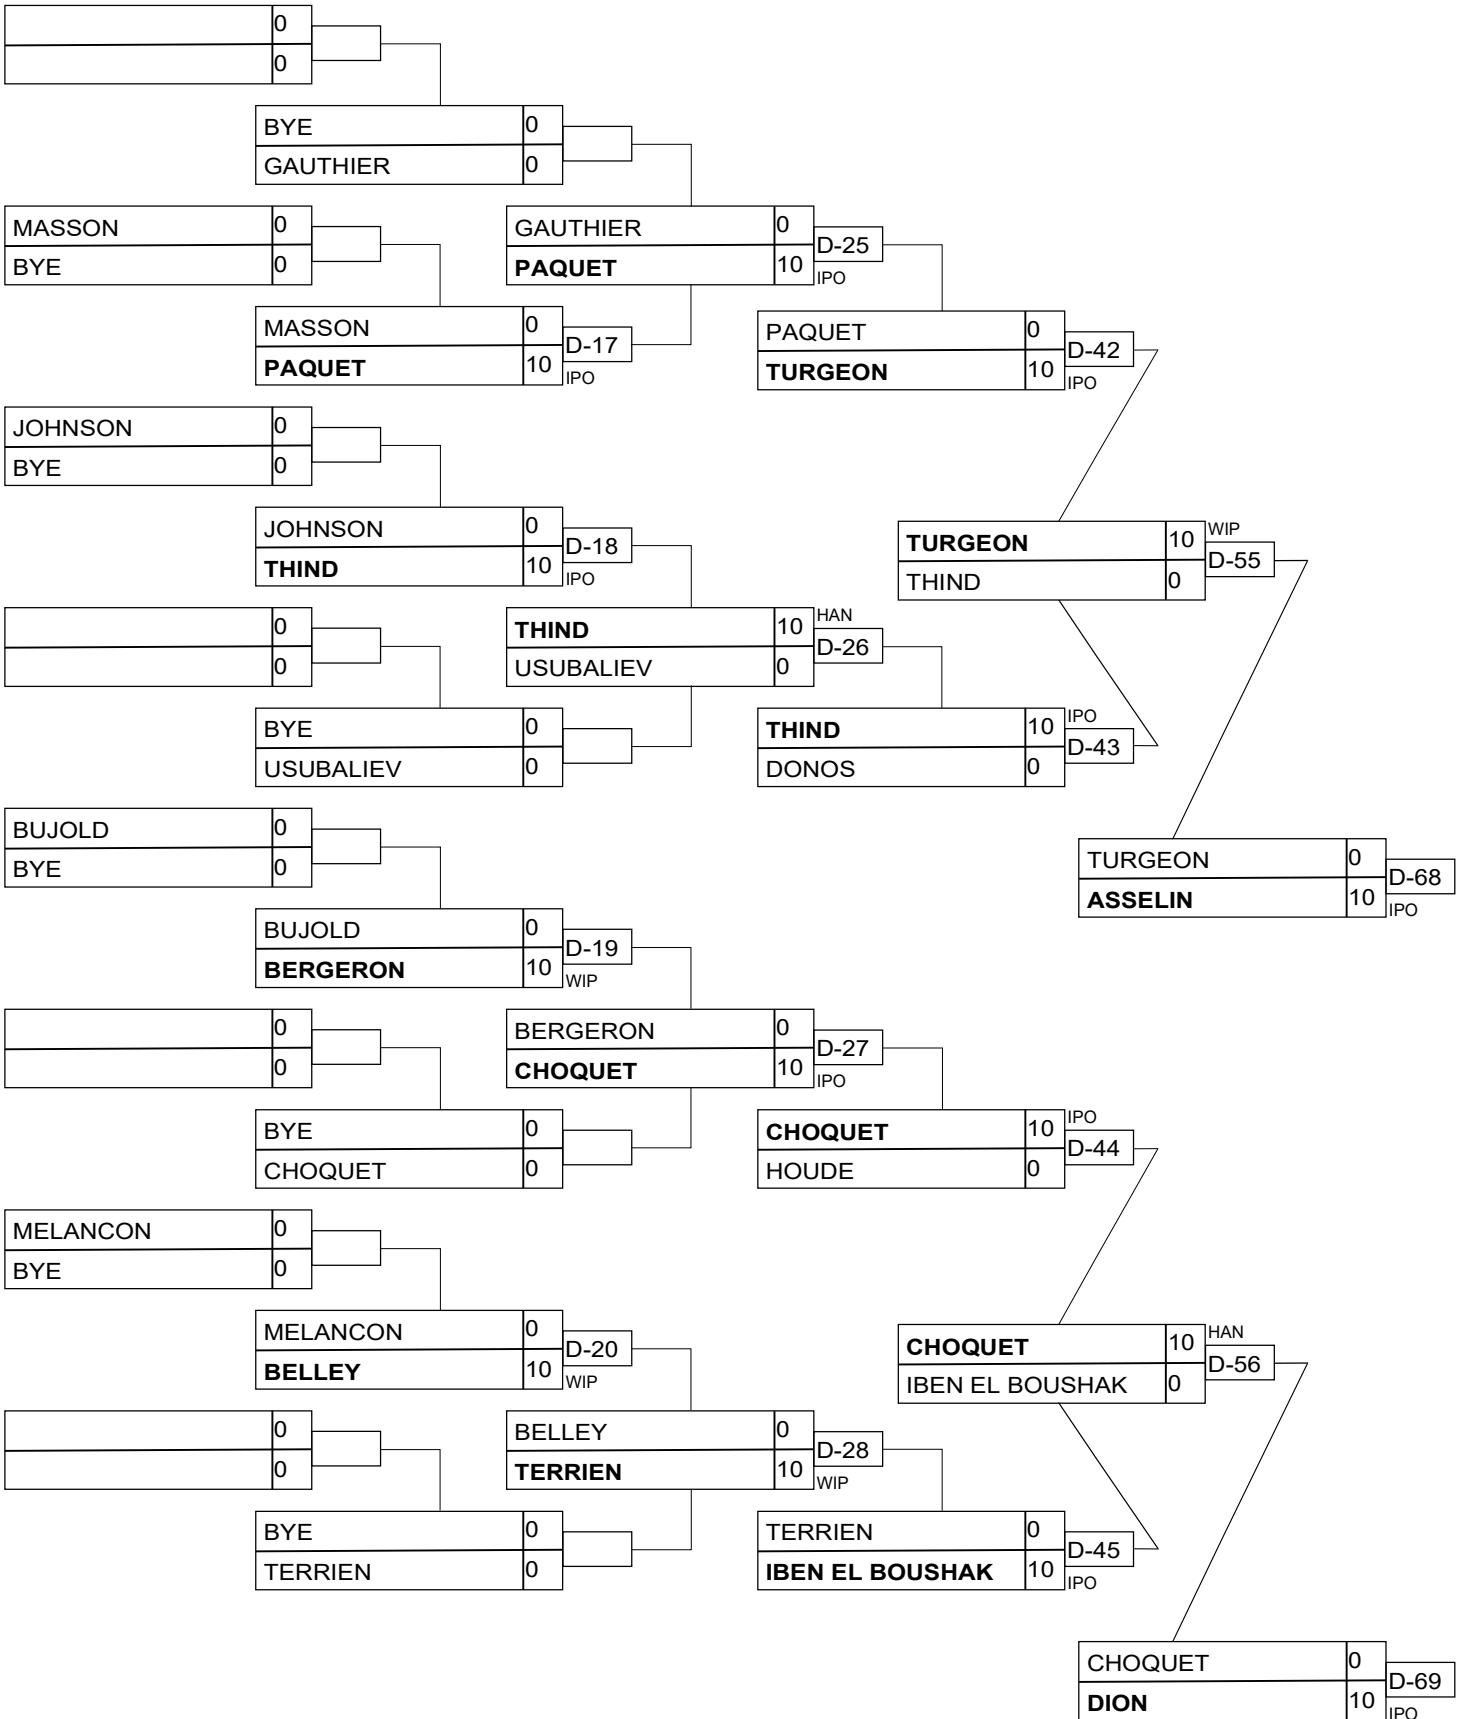 0
0
BYE 0
GAUTHIER 0
MASSON 0
BYE 0
GAUTHIER 0
PAQUET 10
D-25
IPO
MASSON 0
PAQUET 10
D-17
IPO
PAQUET 0
TURGEON 10
D-42
IPO
JOHNSON 0
BYE 0
JOHNSON 0
THIND 10
D-18
IPO
TURGEON 10
THIND 0
WIP
D-55
0
0
THIND 10
USUBALIEV 0
HAN
D-26
BYE 0
USUBALIEV 0
THIND 10
DONOS 0
IPO
D-43
BUJOLD 0
BYE 0
TURGEON 0
ASSELIN 10
D-68
IPO
BUJOLD 0
BERGERON 10
D-19
WIP
0
0
BERGERON 0
CHOQUET 10
D-27
IPO
BYE 0
CHOQUET 0
CHOQUET 10
HOUDE 0
IPO
D-44
MELANCON 0
BYE 0
MELANCON 0
BELLEY 10
D-20
WIP
CHOQUET 10
IBEN EL BOUSHAK 0
HAN
D-56
0
0
BELLEY 0
TERRIEN 10
D-28
WIP
BYE 0
TERRIEN 0
TERRIEN 0
IBEN EL BOUSHAK 10
D-45
IPO
CHOQUET 0
DION 10
D-69
IPO